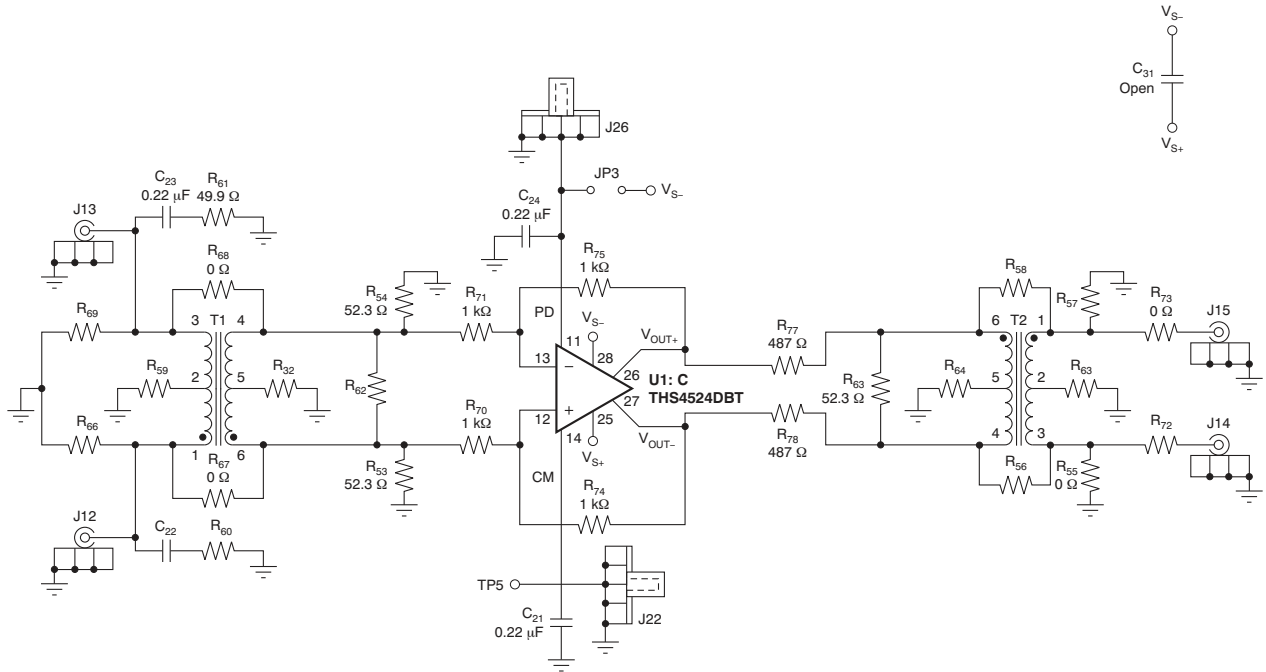 VS−
C31
Open
VS+
J26
JP3
VS−
C23
0.22 µF
R61
49.9 Ω
C24
0.22 µF
J13
R68
0 Ω
R75
1 kΩ
R54
52.3 Ω
R71
1 kΩ
R58
R57
R73
0 Ω
J15
R69
3 T1 4
PD
11
VS−
28
VOUT+
R77
487 Ω
6 T2 1
R59
2
5
R32
R62
13
−
26
U1: C
THS4524DBT
R63
52.3 Ω
R64
5
2
R63
R66
R70
1 kΩ
+
12
27
25
14
VS+
VOUT−
R78
487 Ω
4
3
R72
J14
1
6
R67
0 Ω
R53
52.3 Ω
CM
R74
1 kΩ
R56
R55
0 Ω
J12
C22
R60
TP5
J22
C21
0.22 µF